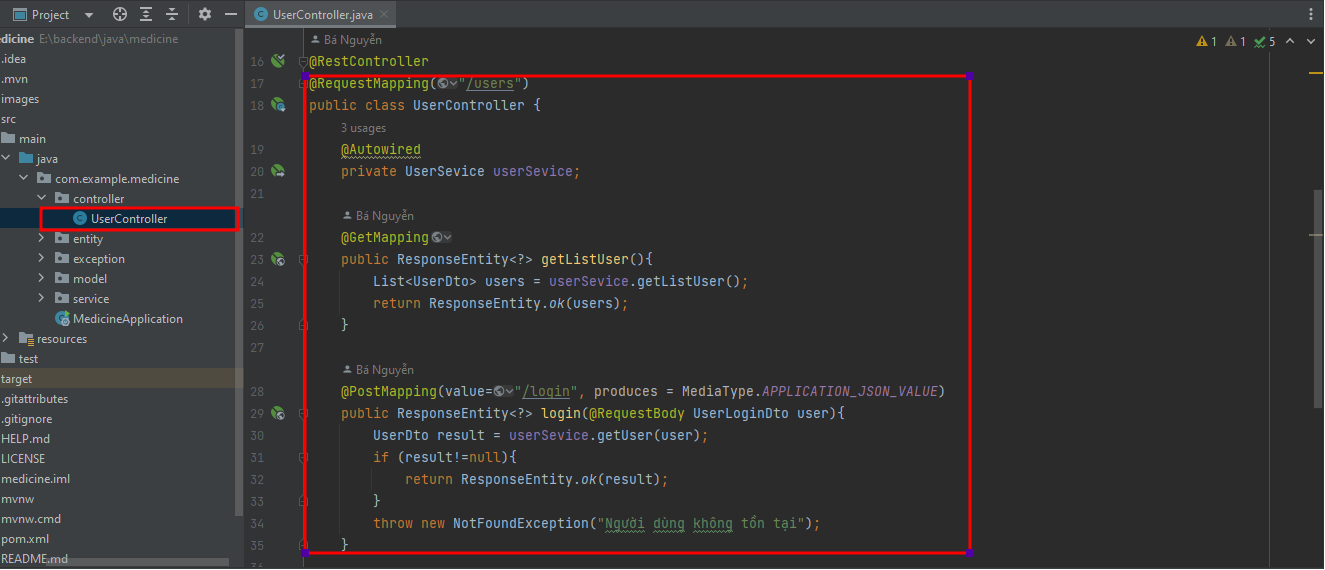 Project
UserController.java
edicine E:\backend\java\medicine
.idea
.mvn
images
src
main
java
com.example.medicine
controller
UserController
entity
exception
model
service
MedicineApplication
resources
test
target
.gitattributes
.gitignore
HELP.md
LICENSE
medicine.iml
mvnw
mvnw.cmd
pom.xml
README.md
1 1 5
Bá Nguyễn
16 @RestController
17 @RequestMapping("/users")
18 public class UserController {
3 usages
19 @Autowired
20 private UserSevice userSevice;
21
Bá Nguyễn
22 @GetMapping
23 public ResponseEntity<?> getListUser(){
24 List<UserDto> users = userSevice.getListUser();
25 return ResponseEntity.ok(users);
26 }
27
Bá Nguyễn
28 @PostMapping(value="/login", produces = MediaType.APPLICATION_JSON_VALUE)
29 public ResponseEntity<?> login(@RequestBody UserLoginDto user){
30 UserDto result = userSevice.getUser(user);
31 if (result!=null){
32 return ResponseEntity.ok(result);
33 }
34 throw new NotFoundException("Người dùng không tồn tại");
35 }
36